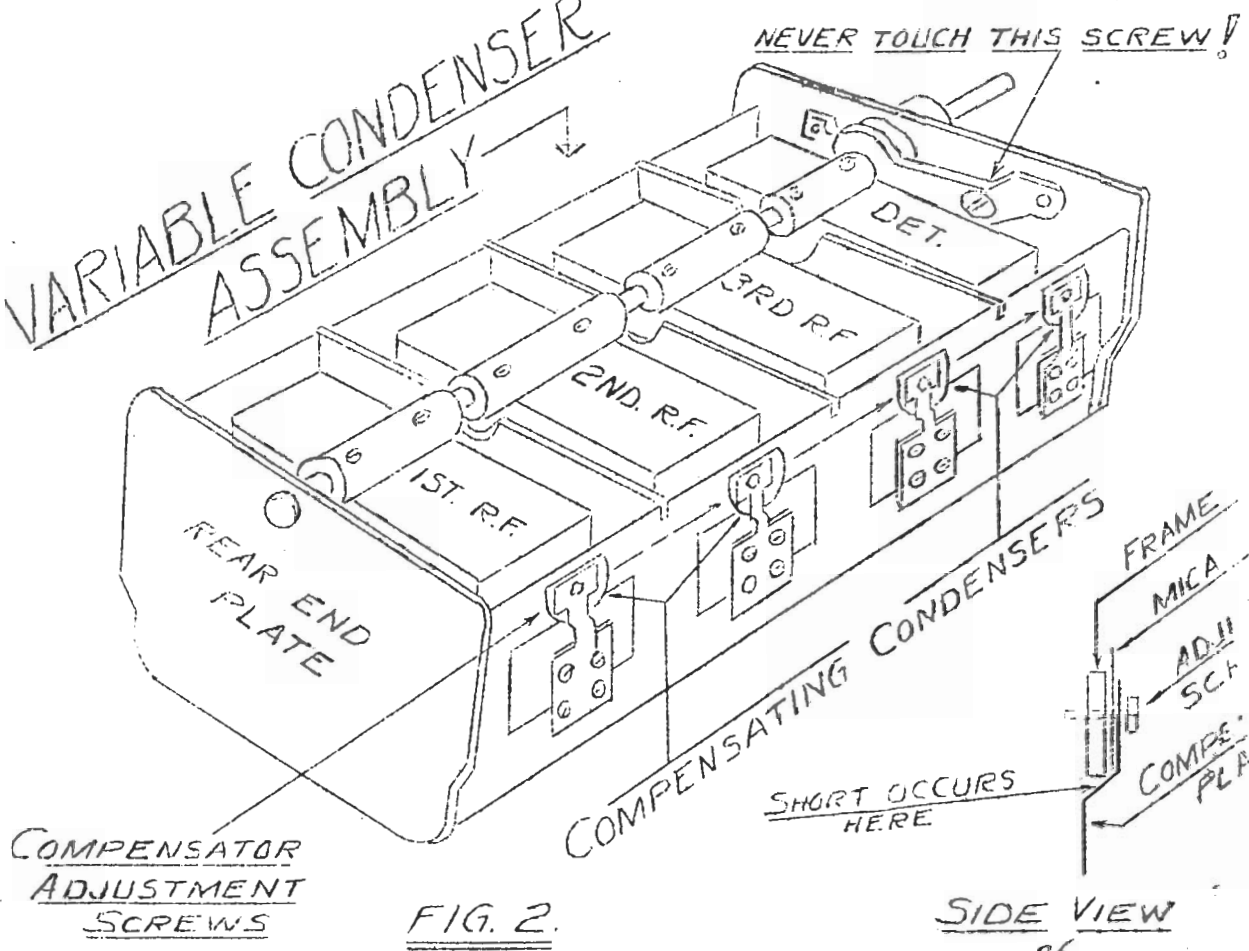 NEVER TOUCH THIS SCREW!
VARIABLE CONDENSER
ASSEMBLY
DET.
3RD R.F
2ND. R.F.
1ST. R.F.
REAR END
PLATE
FRAME
MICA
COMPENSATING CONDENSERS
SHORT OCCURS
HERE
COMPENSATOR
ADJUSTMENT
SCREWS
FIG. 2.
SIDE VIEW